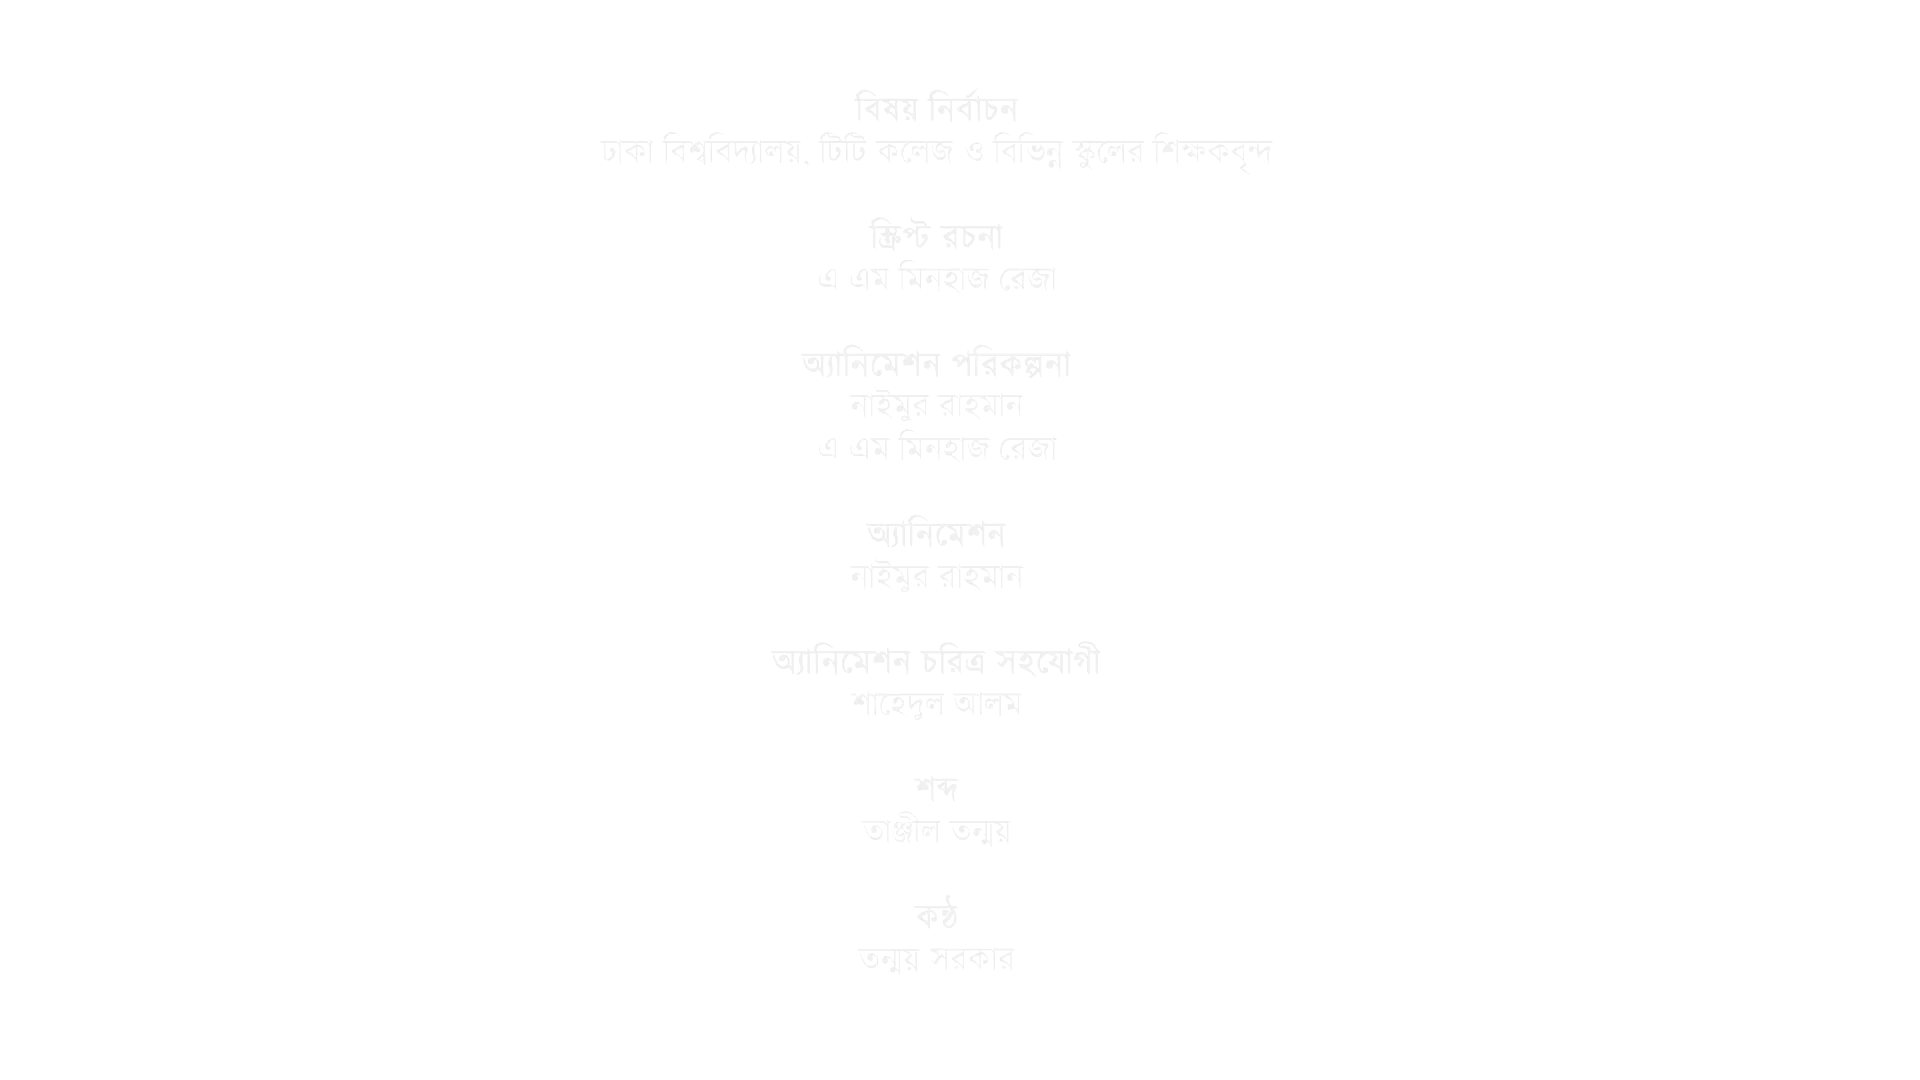 বিষয় নির্বাচন
ঢাকা বিশ্ববিদ্যালয়, টিটি কলেজ ও বিভিন্ন স্কুলের শিক্ষকবৃন্দ
স্ক্রিপ্ট রচনা
এ এম মিনহাজ রেজা
অ্যানিমেশন পরিকল্পনা
নাইমুর রাহমান
এ এম মিনহাজ রেজা
অ্যানিমেশন
নাইমুর রাহমান
অ্যানিমেশন চরিত্র সহযোগী
শাহেদুল আলম
শব্দ
তাঞ্জীল তন্ময়
কন্ঠ
তন্ময় সরকার